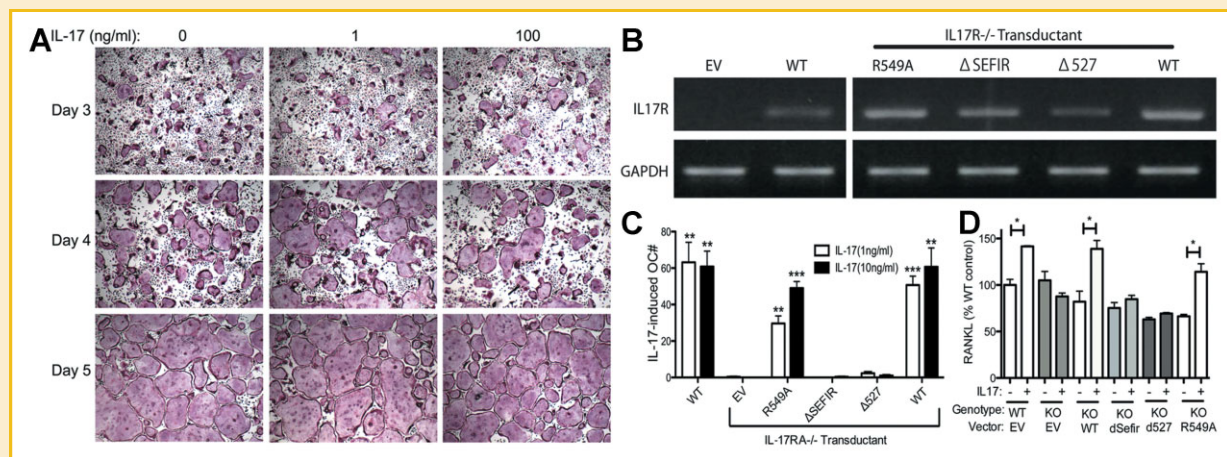 A
IL-17 (ng/ml): 0 1 100
Day 3
Day 4
Day 5
B
IL17R-/- Transductant
EV WT R549A Δ SEFIR Δ 527 WT
IL17R
GAPDH
C
IL-17-induced OC#
80
60
40
20
0
** ** ** *** *** **
IL-17(1ng/ml)
IL-17(10ng/ml)
WT EV R549A ΔSEFIR Δ527 WT
IL-17RA-/- Transductant
D
RANKL (% WT control)
150
100
50
0
* * *
IL17: - + - + - + - + - + - +
Genotype: WT KO KO KO KO KO
Vector: EV EV WT dSefir d527 R549A